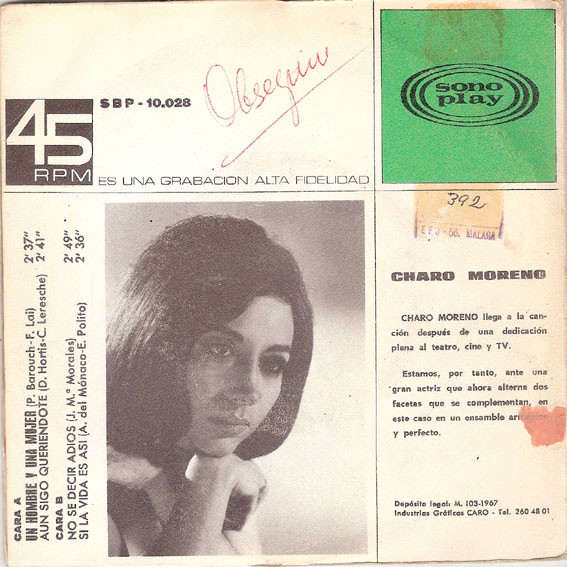 45
RPM
SBP - 10.028
Obsequio
ES UNA GRABACION ALTA FIDELIDAD
sono
play
392
MALAGA
CHARO MORENO
CHARO MORENO llega a la can-
ción después de una dedicación
plena al teatro, cine y TV.
Estamos, por tanto, ante una
gran actriz que ahora alterna dos
facetas que se complementan, en
este caso en un ensamble
y perfecto.
Depósito legal: M. 103-1967
Industrias Gráficas CARO - Tel. 260 48 01
CARA A
UN HOMBRE Y UNA MUJER (P. Barouch-F. Lai) 2' 37"
AUN SIGO QUERIENDOTE (D. Hortis-C. Leresche) 2' 41"
CARA B
NO SE DECIR ADIOS (J. M.ª Morales) 2' 49"
SI LA VIDA ES ASI (A. del Mónaco-E. Polito) 2' 36"